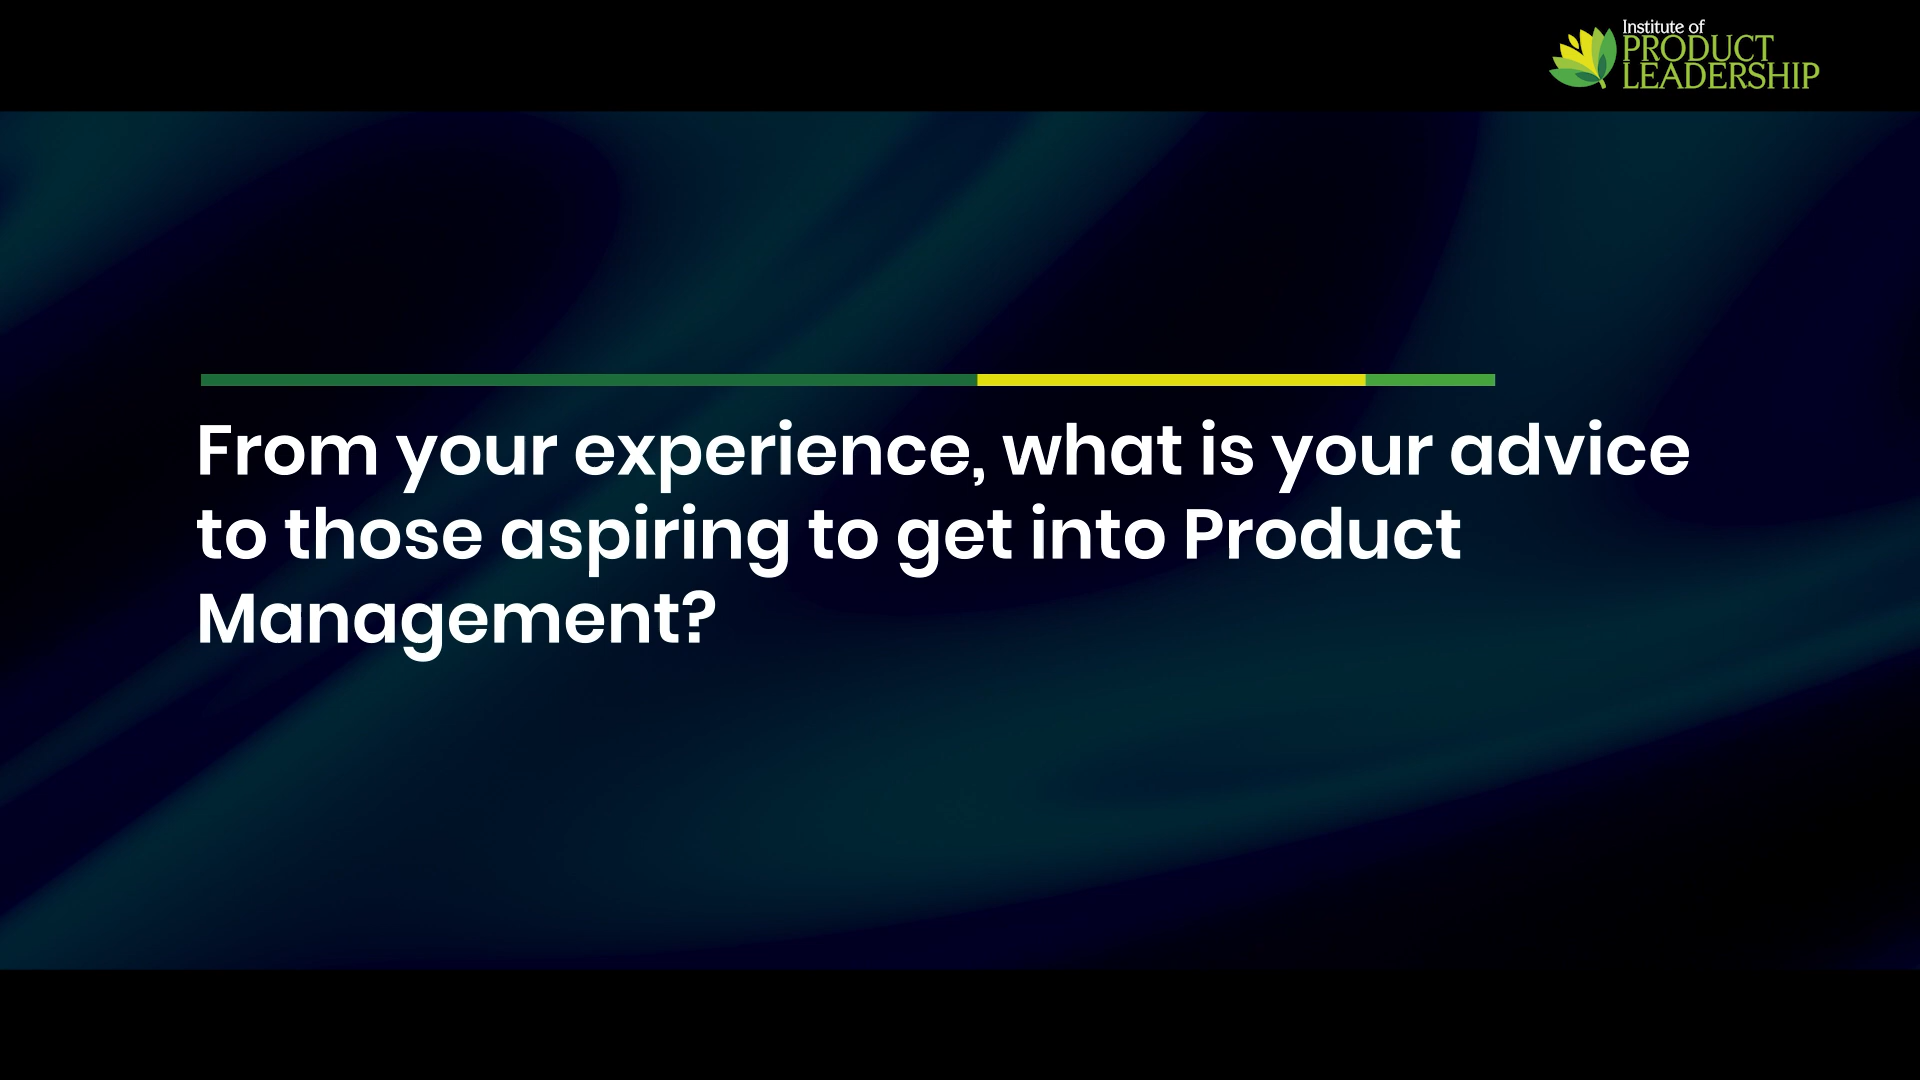 Institute of
PRODUCT
LEADERSHIP
From your experience, what is your advice
to those aspiring to get into Product
Management?